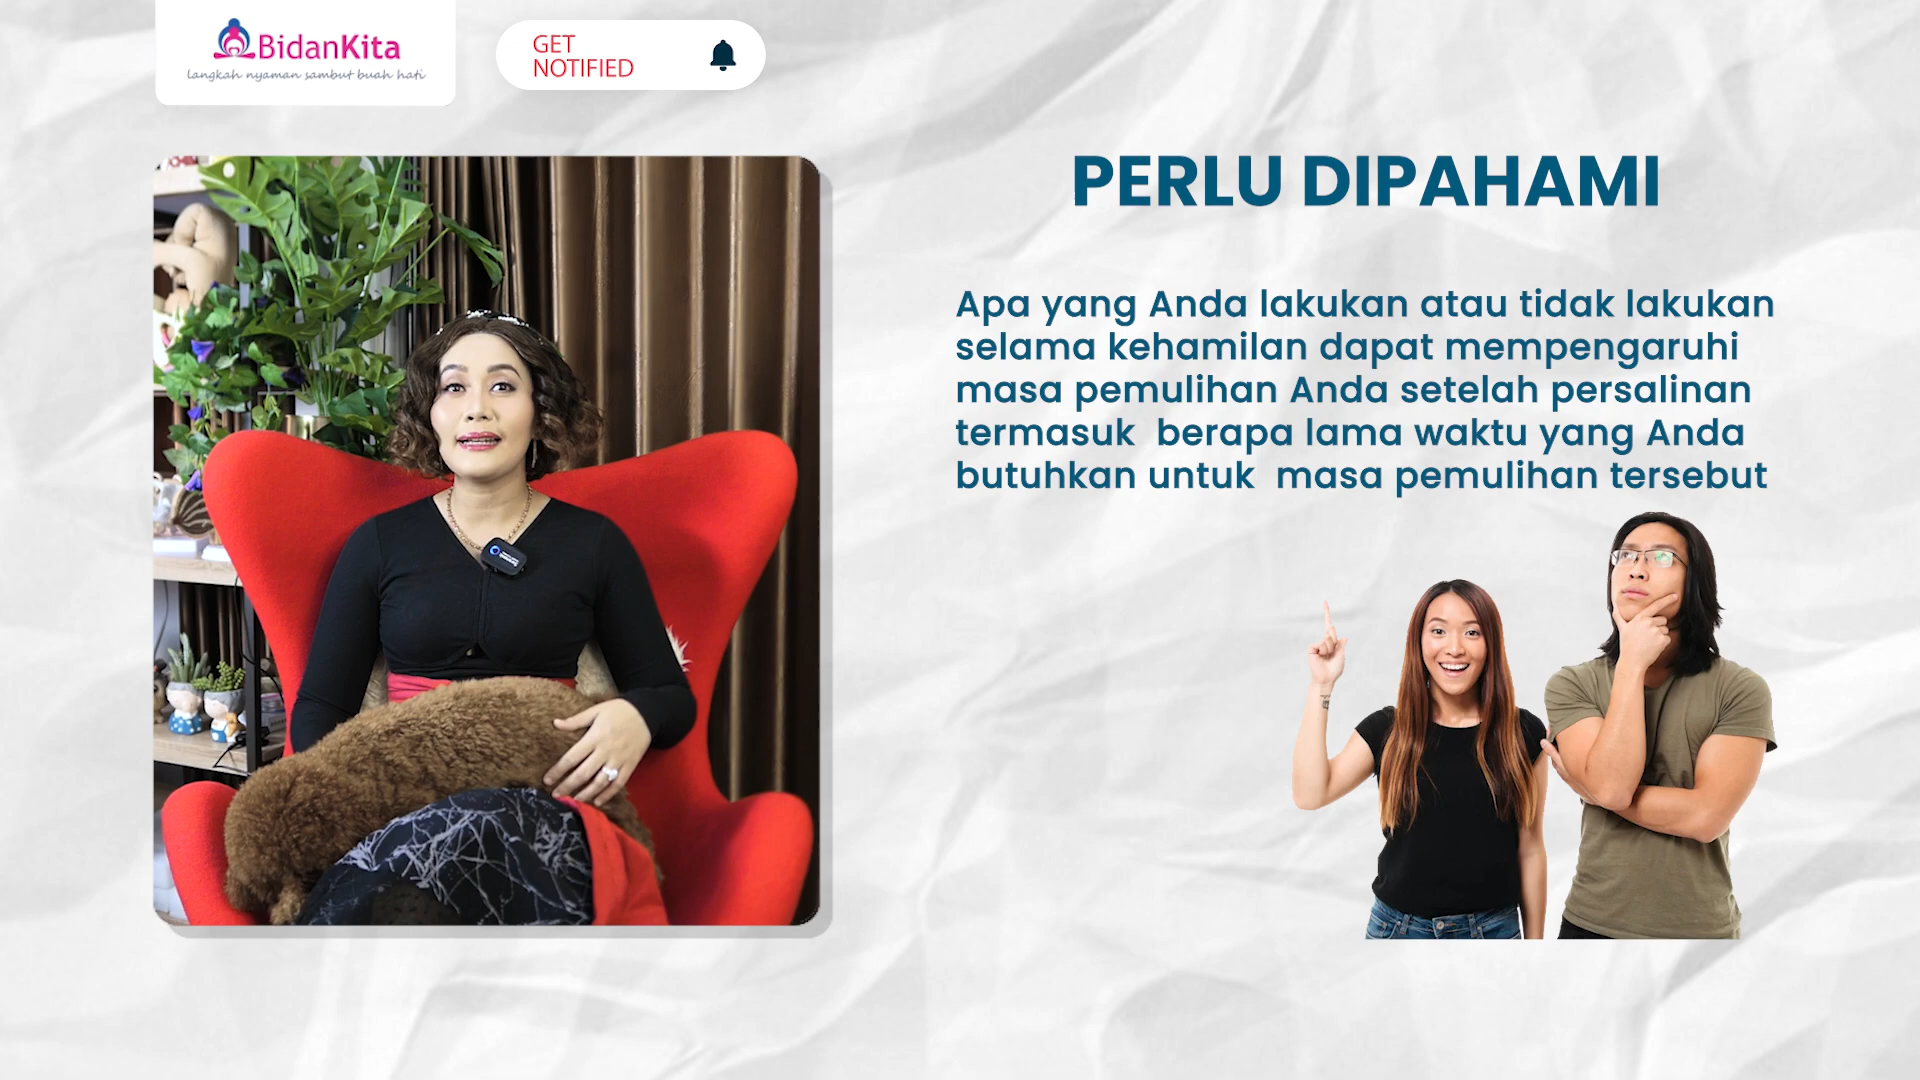 BidanKita
langkah nyaman sambut buah hati
GET
NOTIFIED
PERLU DIPAHAMI
Apa yang Anda lakukan atau tidak lakukan
selama kehamilan dapat mempengaruhi
masa pemulihan Anda setelah persalinan
termasuk berapa lama waktu yang Anda
butuhkan untuk masa pemulihan tersebut